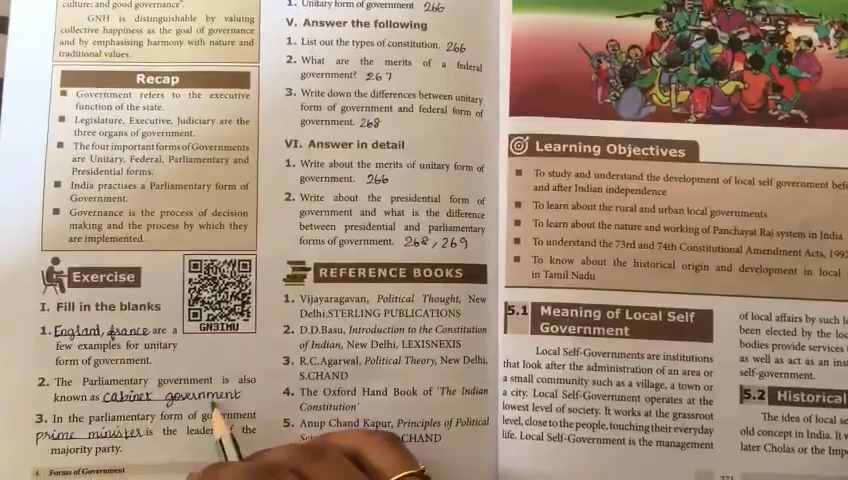 culture; and good governance".
GNH is distinguishable by valuing
collective happiness as the goal of governance
and by emphasising harmony with nature and
traditional values.
Recap
Government refers to the executive
function of the state.
Legislature, Executive, Judiciary are the
three organs of government.
The four important forms of Governments
are Unitary, Federal, Parliamentary and
Presidential forms.
India practises a Parliamentary form of
Government.
Governance is the process of decision
making and the process by which they
are implemented.
Exercise
GN3IMU
I. Fill in the blanks
1. England, france are a
few examples for unitary
form of government.
2. The Parliamentary government is also
known as cabinet government
3. In the parliamentary form of government
prime minister is the leader of the
majority party.
4. Forms of Government
1. Unitary form of government 266
V. Answer the following
1. List out the types of constitution. 266
2. What are the merits of a federal
government? 267
3. Write down the differences between unitary
form of government and federal form of
government. 268
VI. Answer in detail
1. Write about the merits of unitary form of
government. 266
2. Write about the presidential form of
government and what is the difference
between presidential and parliamentary
forms of government. 268, 269
REFERENCE BOOKS
1. Vijayaragavan, Political Thought, New
Delhi,STERLING PUBLICATIONS
2. D.D.Basu, Introduction to the Constitution
of Indian, New Delhi, LEXISNEXIS
3. R.C.Agarwal, Political Theory, New Delhi,
S.CHAND
4. The Oxford Hand Book of 'The Indian
Constitution'
5. Anup Chand Kapur, Principles of Political
CHAND
Learning Objectives
To study and understand the development of local self government
and after Indian independence
To learn about the rural and urban local governments
To learn about the nature and working of Panchayat Raj system in India
To understand the 73rd and 74th Constitutional Amendment Acts, 1992
To know about the historical origin and development in local
in Tamil Nadu
5.1 Meaning of Local Self
Government
Local Self-Governments are institutions
that look after the administration of an area or
a small community such as a village, a town or
a city. Local Self-Government operates at the
lowest level of society. It works at the grassroot
level, close to the people, touching their everyday
life. Local Self-Government is the management
of local affairs by such
been elected by the
bodies provide services
as well as act as an
self-government.
5.2 Historical
The idea of local
old concept in India. It
later Cholas or the